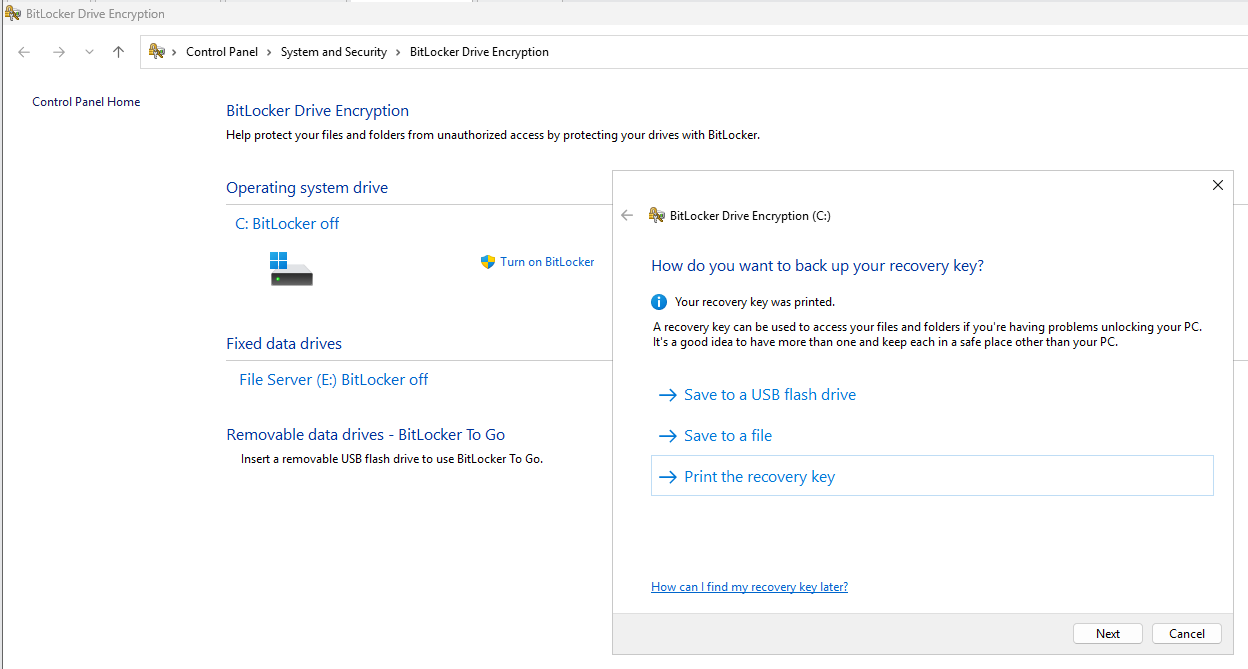 BitLocker Drive Encryption
Control Panel › System and Security › BitLocker Drive Encryption
Control Panel Home
BitLocker Drive Encryption
Help protect your files and folders from unauthorized access by protecting your drives with BitLocker.
Operating system drive
C: BitLocker off
Turn on BitLocker
Fixed data drives
File Server (E:) BitLocker off
Removable data drives - BitLocker To Go
Insert a removable USB flash drive to use BitLocker To Go.
BitLocker Drive Encryption (C:)
How do you want to back up your recovery key?
Your recovery key was printed.
A recovery key can be used to access your files and folders if you're having problems unlocking your PC.
It's a good idea to have more than one and keep each in a safe place other than your PC.
Save to a USB flash drive
Save to a file
Print the recovery key
How can I find my recovery key later?
Next Cancel